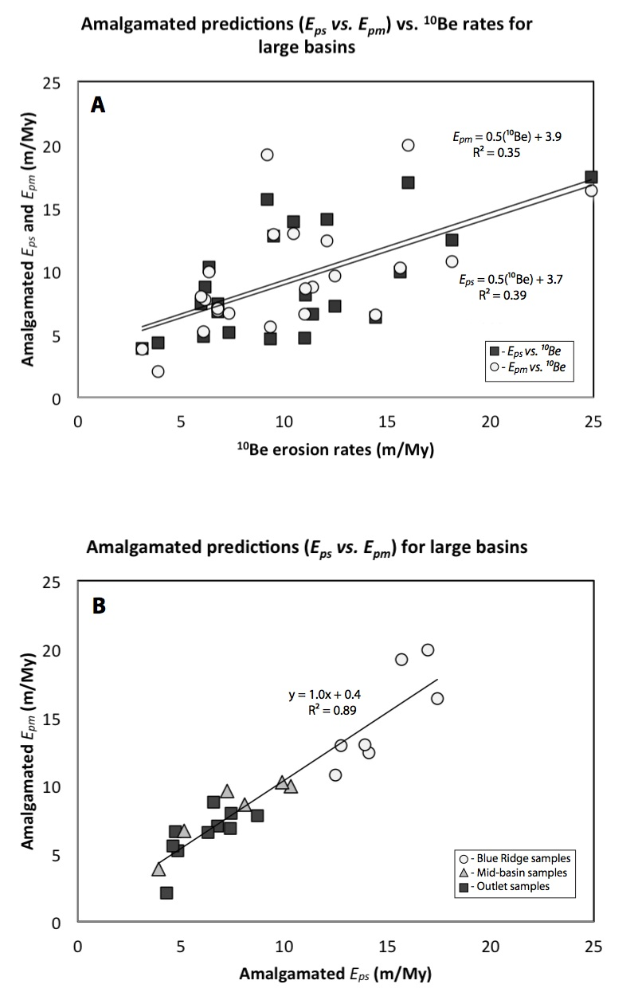 Amalgamated predictions (Eps vs. Epm) vs. ¹⁰Be rates for
large basins
A
Amalgamated Eps and Epm (m/My)
25
20
15
10
5
0
Epm = 0.5(¹⁰Be) + 3.9
R² = 0.35
Eps = 0.5(¹⁰Be) + 3.7
R² = 0.39
- Eps vs. ¹⁰Be
- Epm vs. ¹⁰Be
0 5 10 15 20 25
¹⁰Be erosion rates (m/My)
Amalgamated predictions (Eps vs. Epm) for large basins
B
Amalgamated Epm (m/My)
25
20
15
10
5
0
y = 1.0x + 0.4
R² = 0.89
- Blue Ridge samples
- Mid-basin samples
- Outlet samples
0 5 10 15 20 25
Amalgamated Eps (m/My)